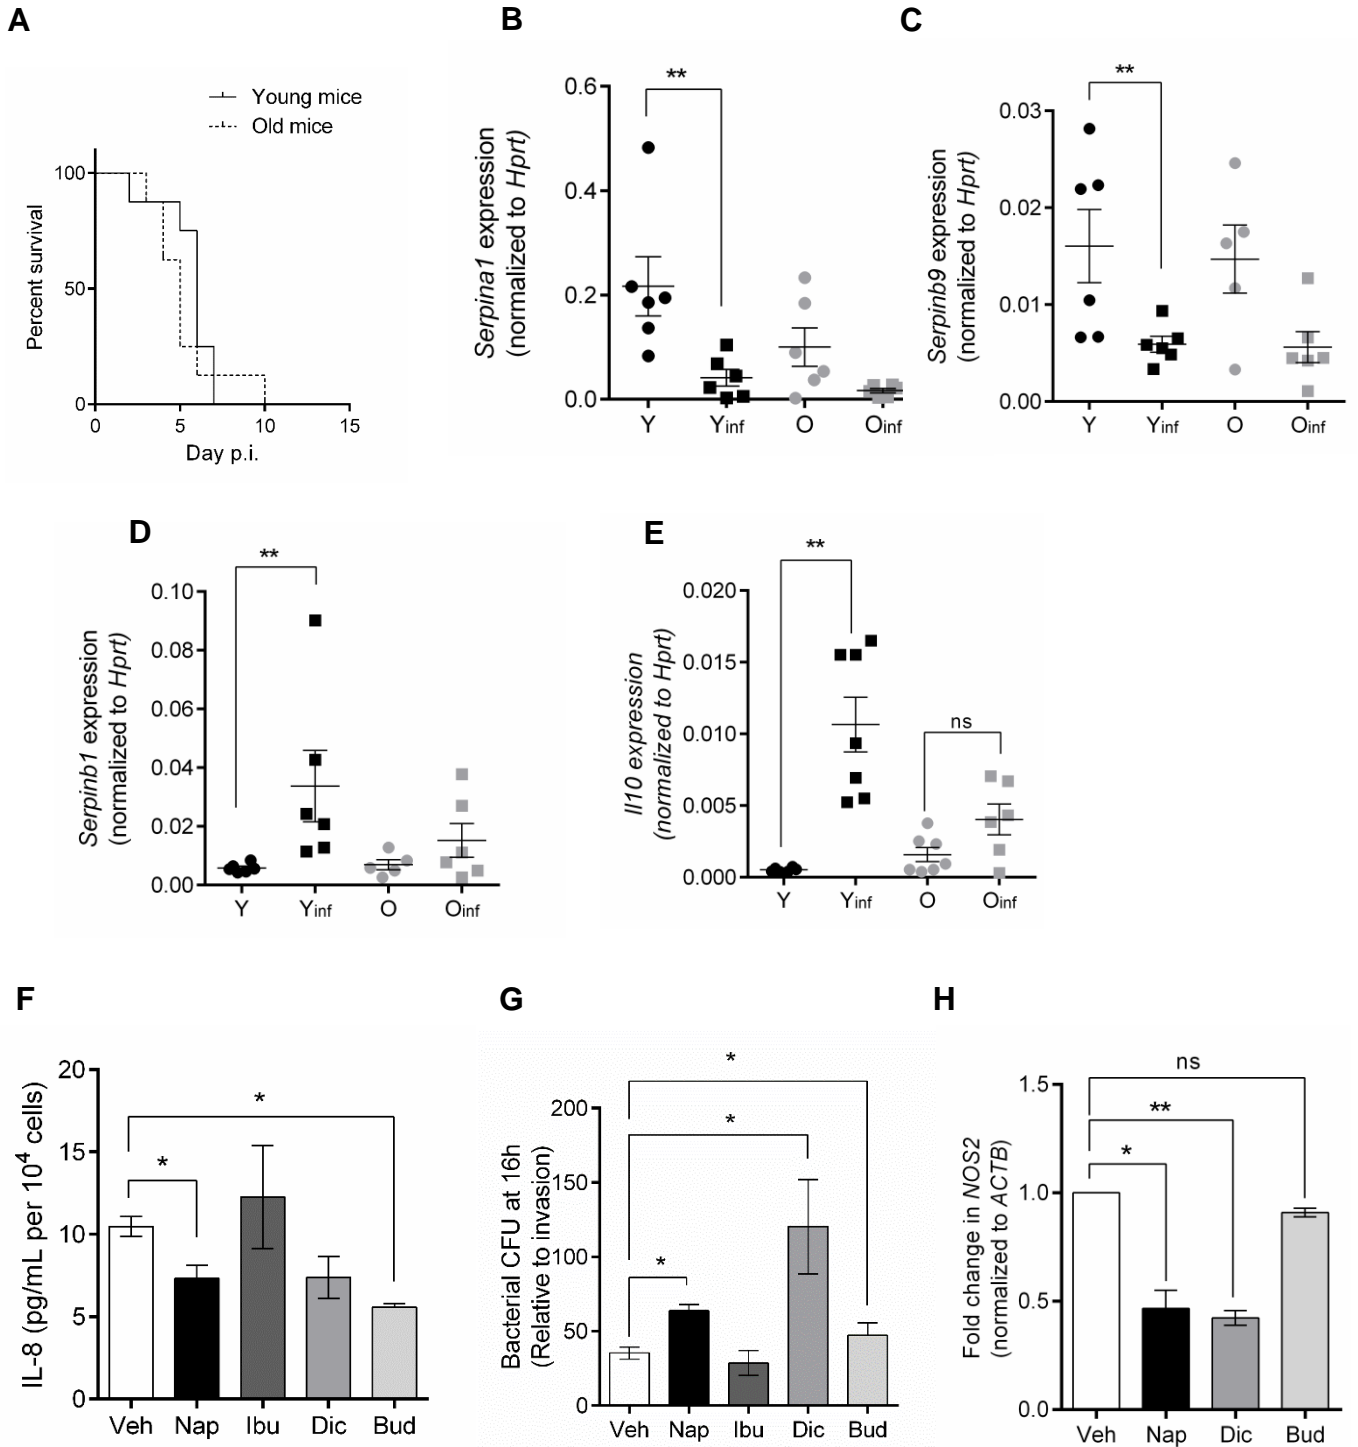 A
Young mice
Old mice
Percent survival
100
50
0
0 5 10 15
Day p.i.
B
**
Serpina1 expression
(normalized to Hprt)
0.6
0.4
0.2
0.0
Y Yinf O Oinf
C
**
Serpinb9 expression
(normalized to Hprt)
0.03
0.02
0.01
0.00
Y Yinf O Oinf
D
**
Serpinb1 expression
(normalized to Hprt)
0.10
0.08
0.06
0.04
0.02
0.00
Y Yinf O Oinf
E
**
ns
Il10 expression
(normalized to Hprt)
0.020
0.015
0.010
0.005
0.000
Y Yinf O Oinf
F
*
*
IL-8 (pg/mL per 10⁴ cells)
20
15
10
5
0
Veh Nap Ibu Dic Bud
G
*
*
*
Bacterial CFU at 16h
(Relative to invasion)
200
150
100
50
0
Veh Nap Ibu Dic Bud
H
ns
**
*
Fold change in NOS2
(normalized to ACTB)
1.5
1.0
0.5
0.0
Veh Nap Dic Bud